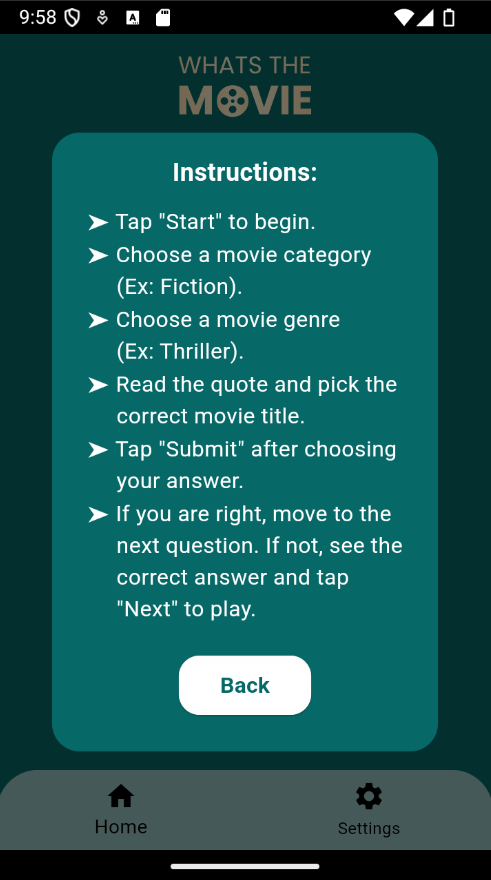 9:58
WHATS THE
MOVIE
Instructions:
➤ Tap "Start" to begin.
➤ Choose a movie category
(Ex: Fiction).
➤ Choose a movie genre
(Ex: Thriller).
➤ Read the quote and pick the
correct movie title.
➤ Tap "Submit" after choosing
your answer.
➤ If you are right, move to the
next question. If not, see the
correct answer and tap
"Next" to play.
Back
Home
Settings